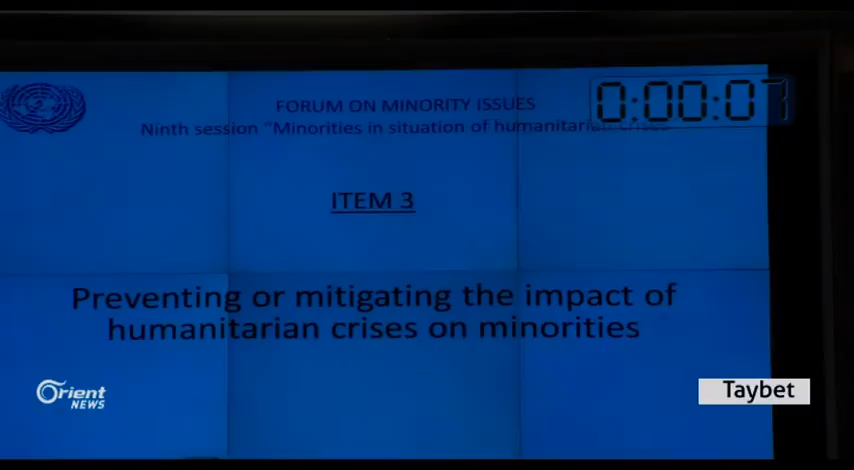 FORUM ON MINORITY ISSUES
0:00:07
Ninth session "Minorities in situation of humanitarian crises
ITEM 3
Preventing or mitigating the impact of
humanitarian crises on minorities
Orient
NEWS
Taybet